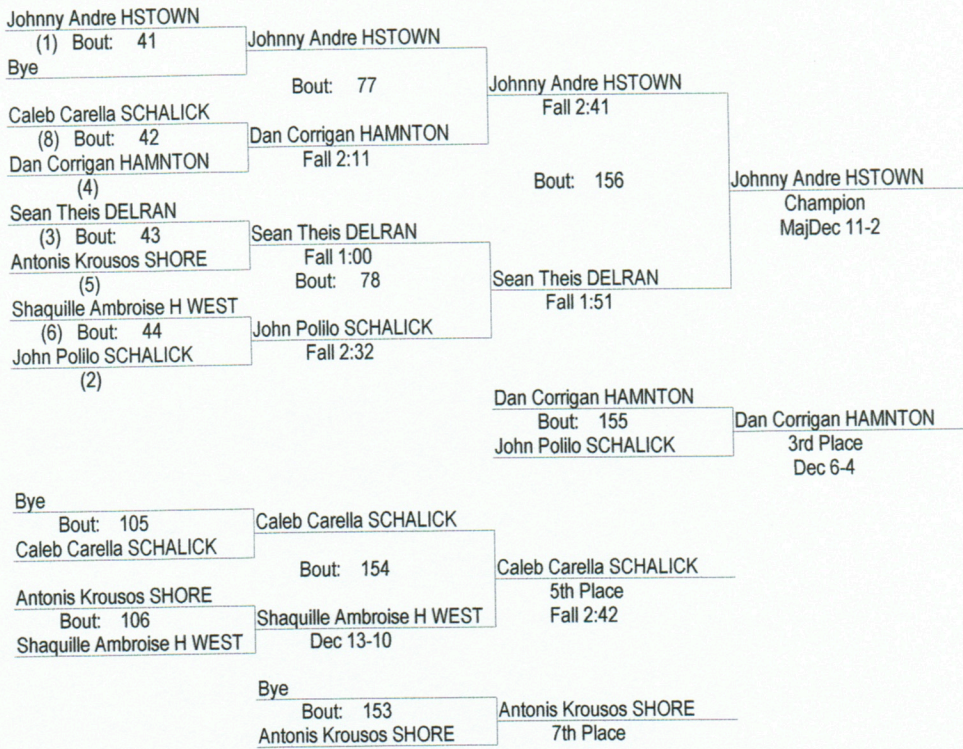 Johnny Andre HSTOWN
(1) Bout: 41
Bye
Johnny Andre HSTOWN
Bout: 77
Caleb Carella SCHALICK
(8) Bout: 42
Dan Corrigan HAMNTON
(4)
Dan Corrigan HAMNTON
Fall 2:11
Johnny Andre HSTOWN
Fall 2:41
Bout: 156
Sean Theis DELRAN
(3) Bout: 43
Antonis Krousos SHORE
(5)
Sean Theis DELRAN
Fall 1:00
Bout: 78
Shaquille Ambroise H WEST
(6) Bout: 44
John Polilo SCHALICK
(2)
John Polilo SCHALICK
Fall 2:32
Sean Theis DELRAN
Fall 1:51
Johnny Andre HSTOWN
Champion
MajDec 11-2
Dan Corrigan HAMNTON
Bout: 155
John Polilo SCHALICK
Dan Corrigan HAMNTON
3rd Place
Dec 6-4
Bye
Bout: 105
Caleb Carella SCHALICK
Caleb Carella SCHALICK
Bout: 154
Antonis Krousos SHORE
Bout: 106
Shaquille Ambroise H WEST
Shaquille Ambroise H WEST
Dec 13-10
Caleb Carella SCHALICK
5th Place
Fall 2:42
Bye
Bout: 153
Antonis Krousos SHORE
Antonis Krousos SHORE
7th Place